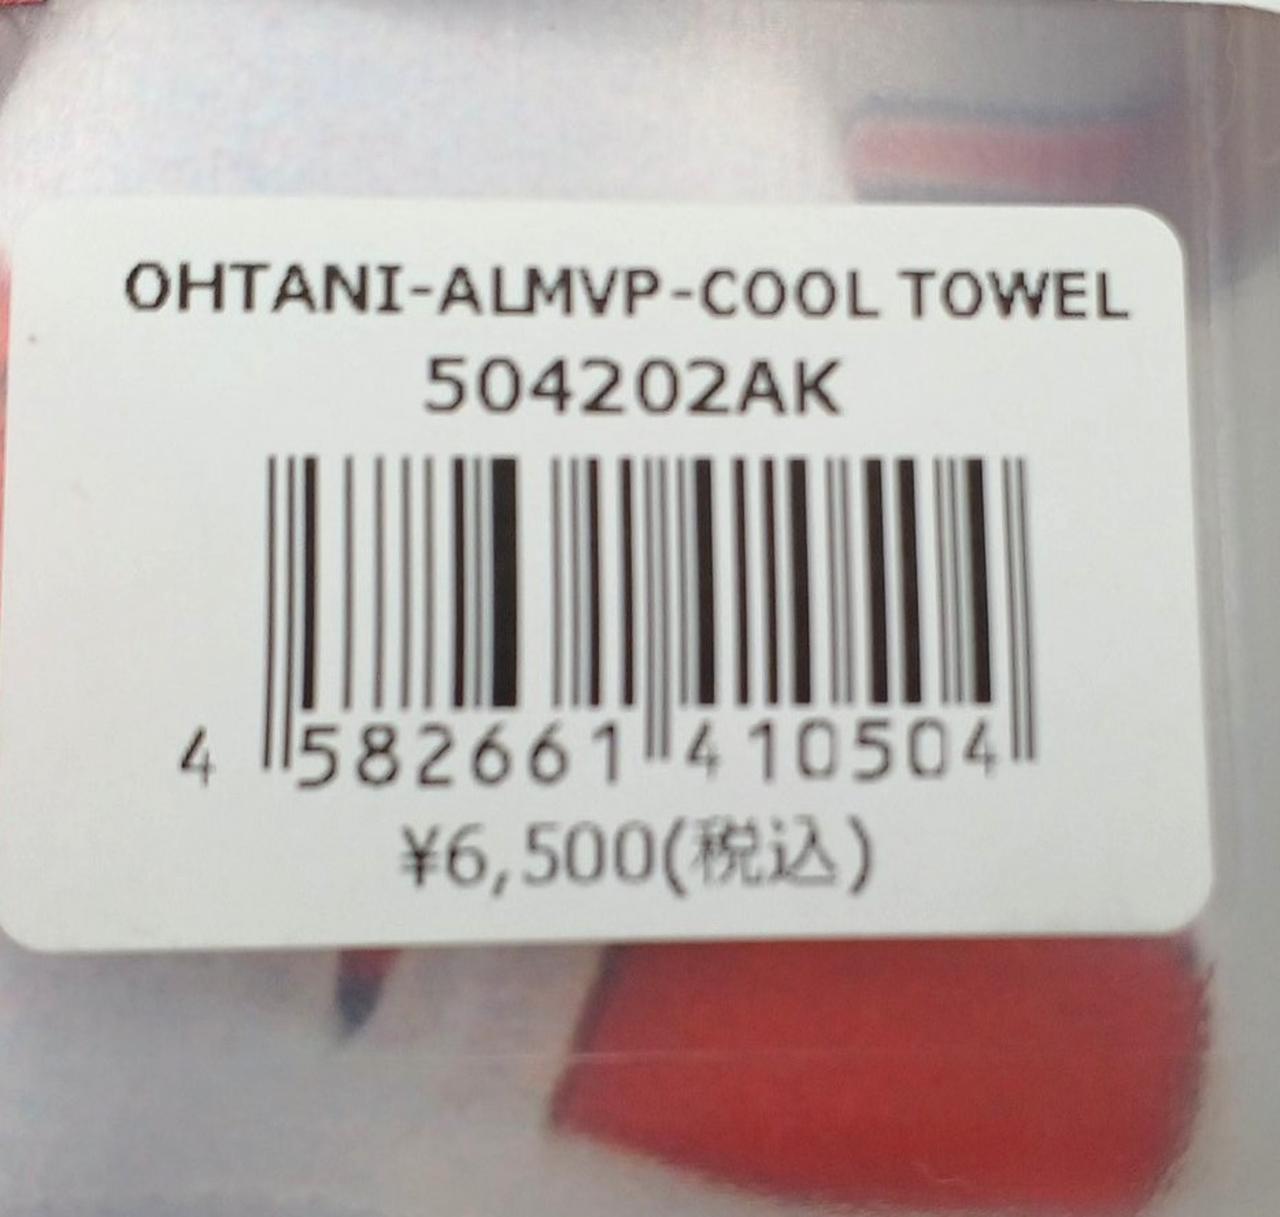 OHTANI-ALMVP-COOL TOWEL
504202AK
4 582661 410504
¥6,500(税込)